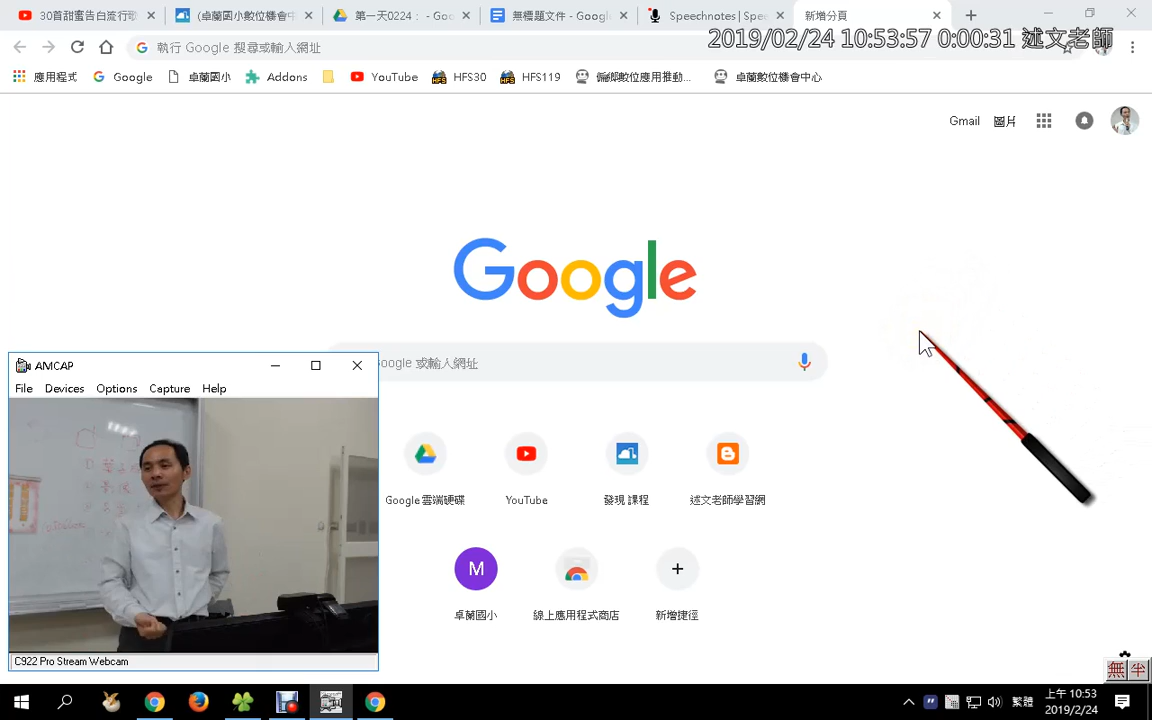 30首甜蜜告白流行歌
(卓蘭國小數位機會中
第一天0224： - Goo
無標題文件 - Googl
Speechnotes | Spee
新增分頁
執行 Google 搜尋或輸入網址
2019/02/24 10:53:57 0:00:31 述文老師
應用程式
Google
卓蘭國小
Addons
YouTube
HFS30
HFS119
偏鄉數位應用推動...
卓蘭數位機會中心
Gmail
圖片
Google
oogle 或輸入網址
AMCAP
File
Devices
Options
Capture
Help
C922 Pro Stream Webcam
Google 雲端硬碟
YouTube
發現 課程
述文老師學習網
M
卓蘭國小
線上應用程式商店
新增捷徑
無 半
繁體
上午 10:53
2019/2/24